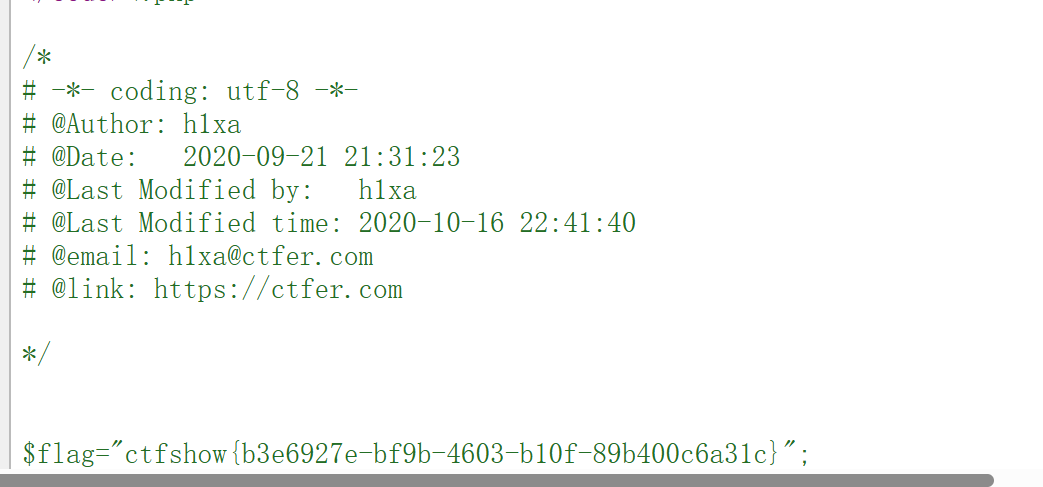 /*
# -*- coding: utf-8 -*-
# @Author: h1xa
# @Date:   2020-09-21 21:31:23
# @Last Modified by:   h1xa
# @Last Modified time: 2020-10-16 22:41:40
# @email: h1xa@ctfer.com
# @link: https://ctfer.com
*/
$flag="ctfshow{b3e6927e-bf9b-4603-b10f-89b400c6a31c}";